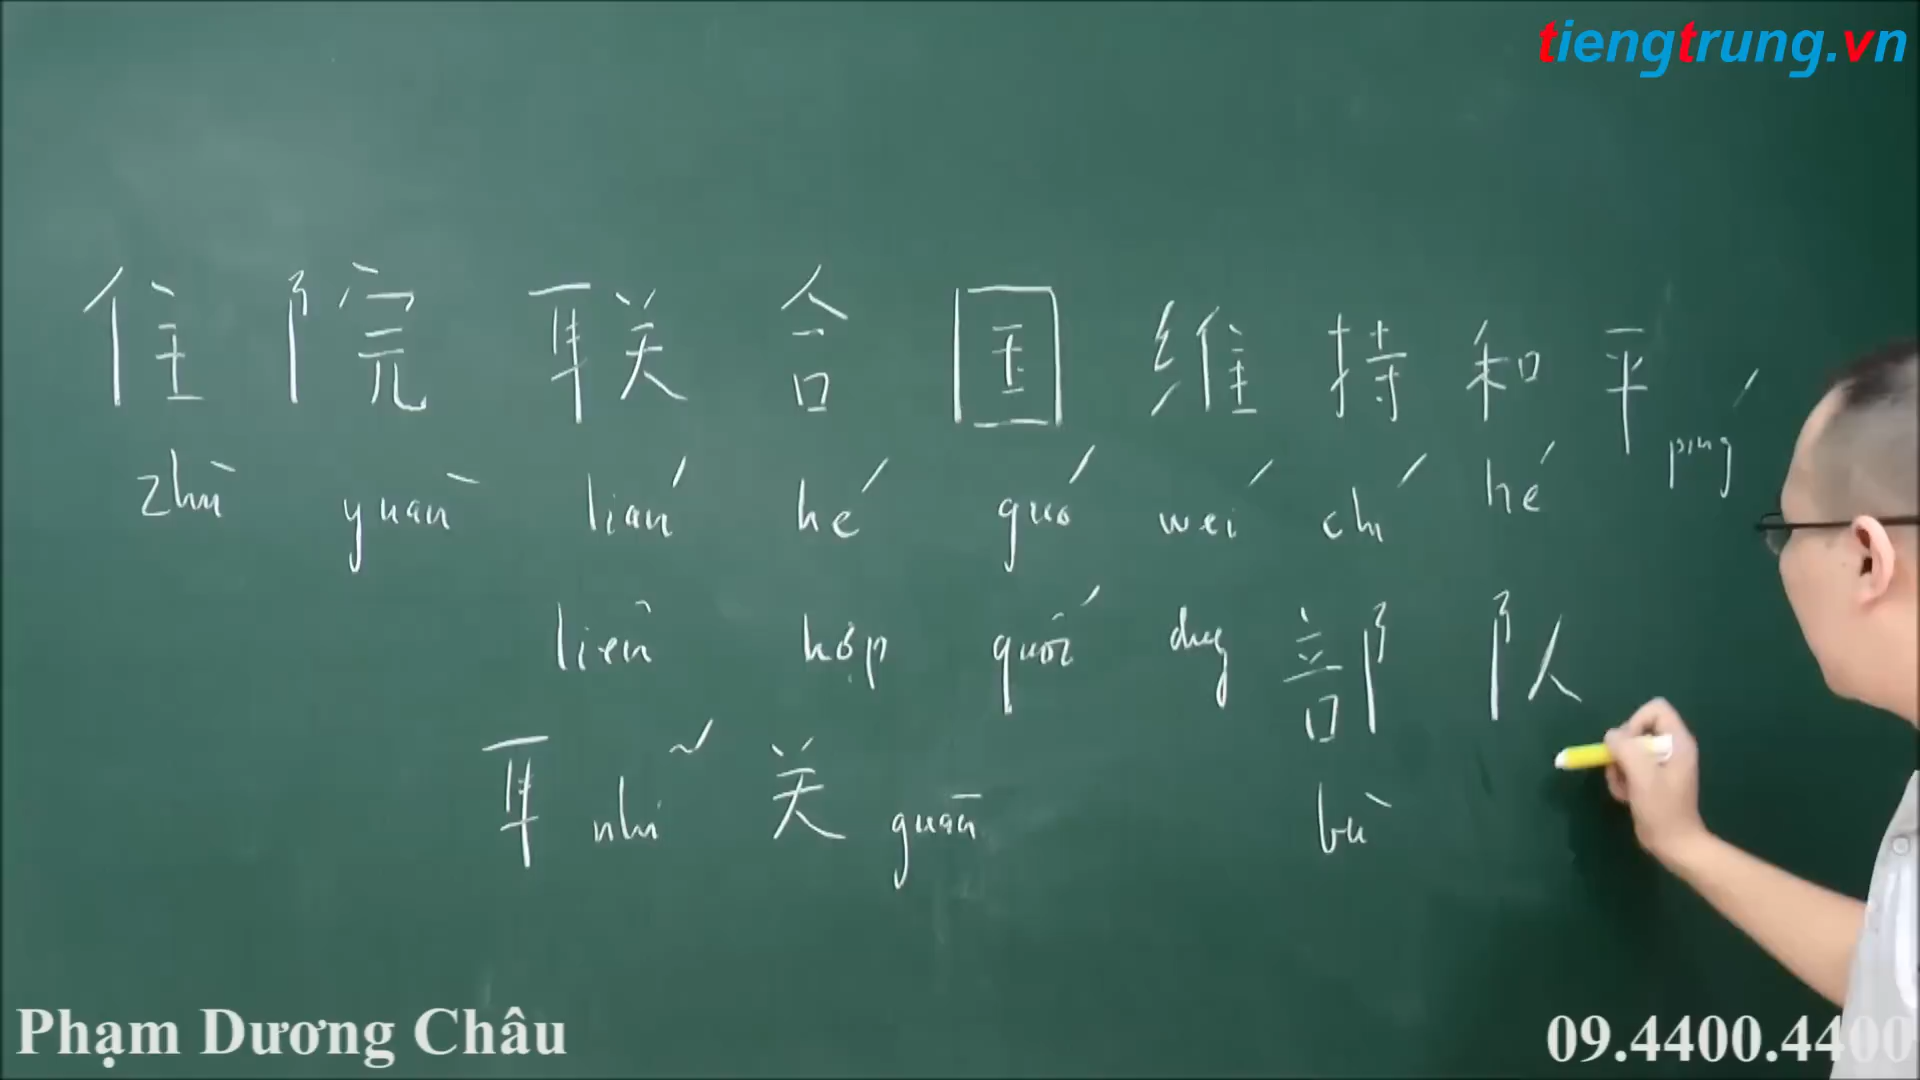 tiengtrung.vn
住 院 联 合 国 维 持 和 平
zhù yuàn lián hé guó wéi chí hé píng
liên hợp quốc duy 部 队
耳 nhĩ 关 guān bù
Phạm Dương Châu 09.4400.4400